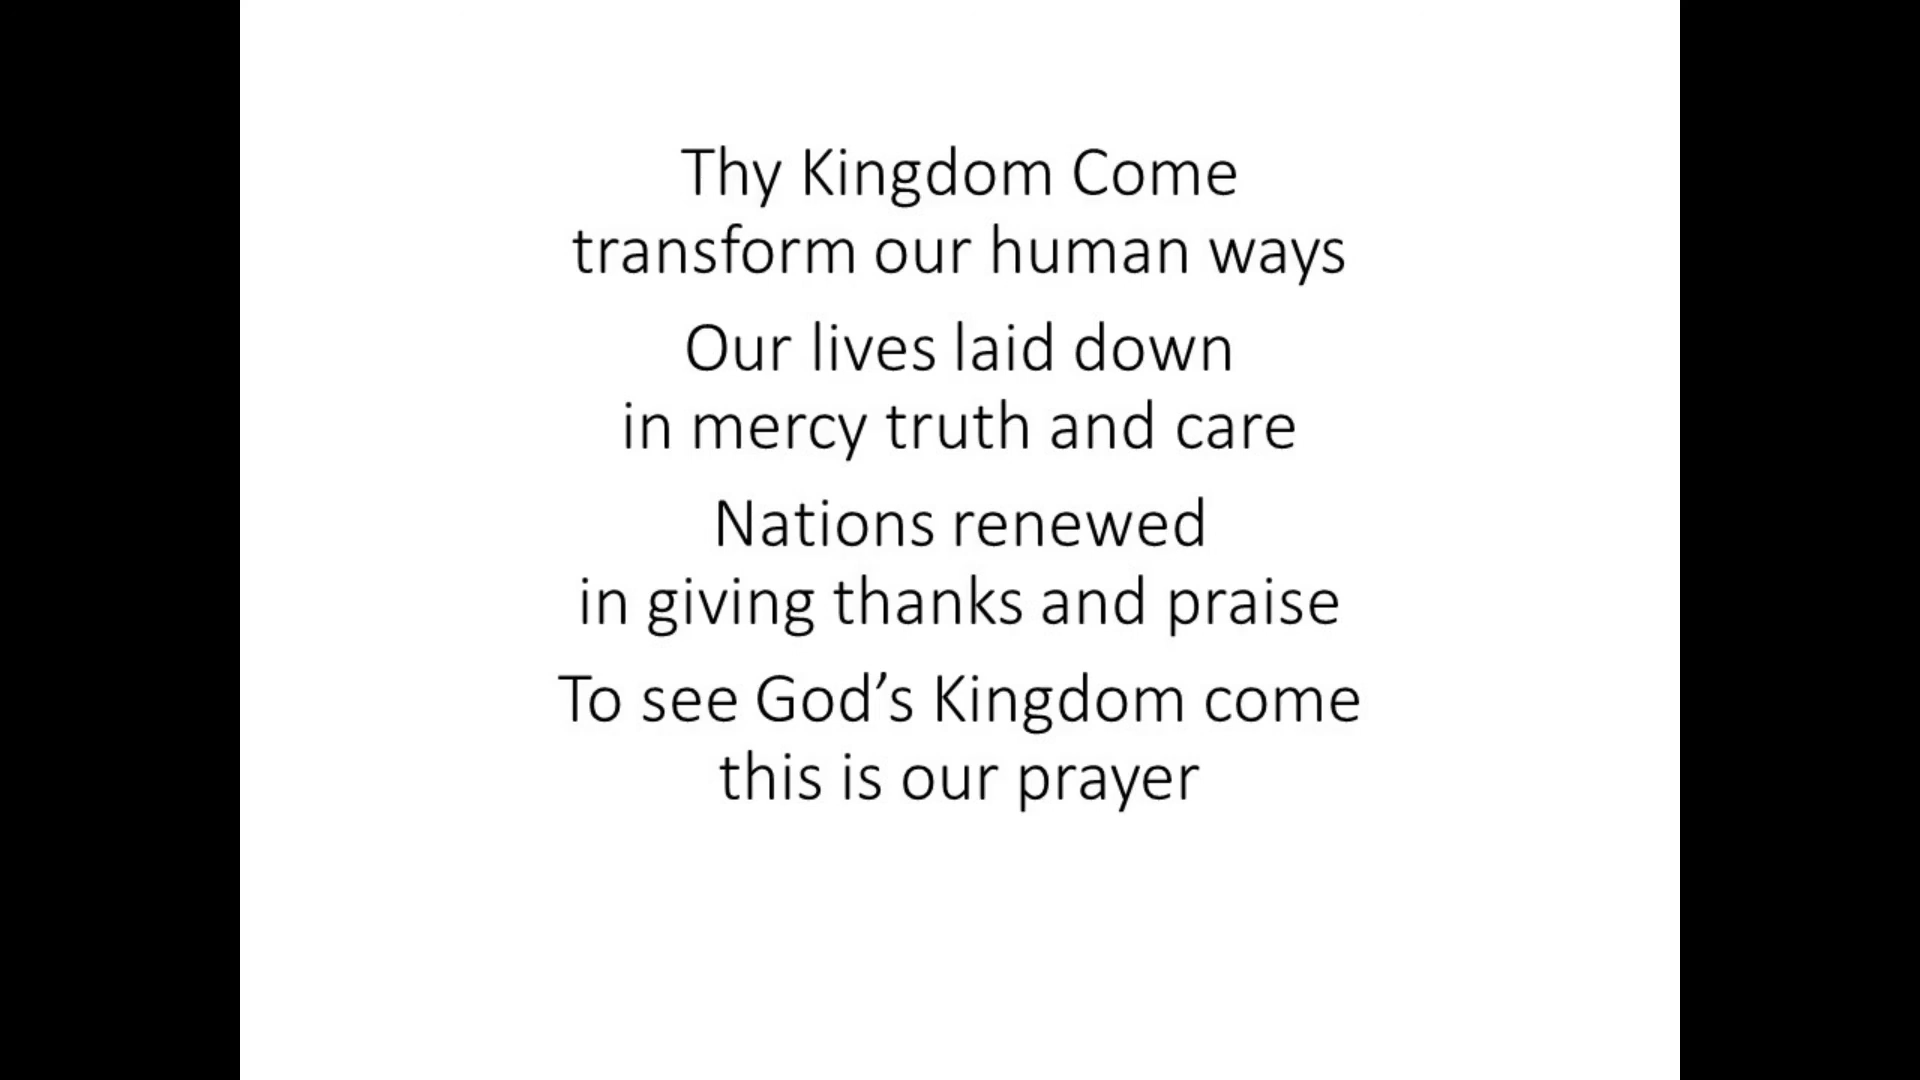 Thy Kingdom Come
transform our human ways
Our lives laid down
in mercy truth and care
Nations renewed
in giving thanks and praise
To see God’s Kingdom come
this is our prayer